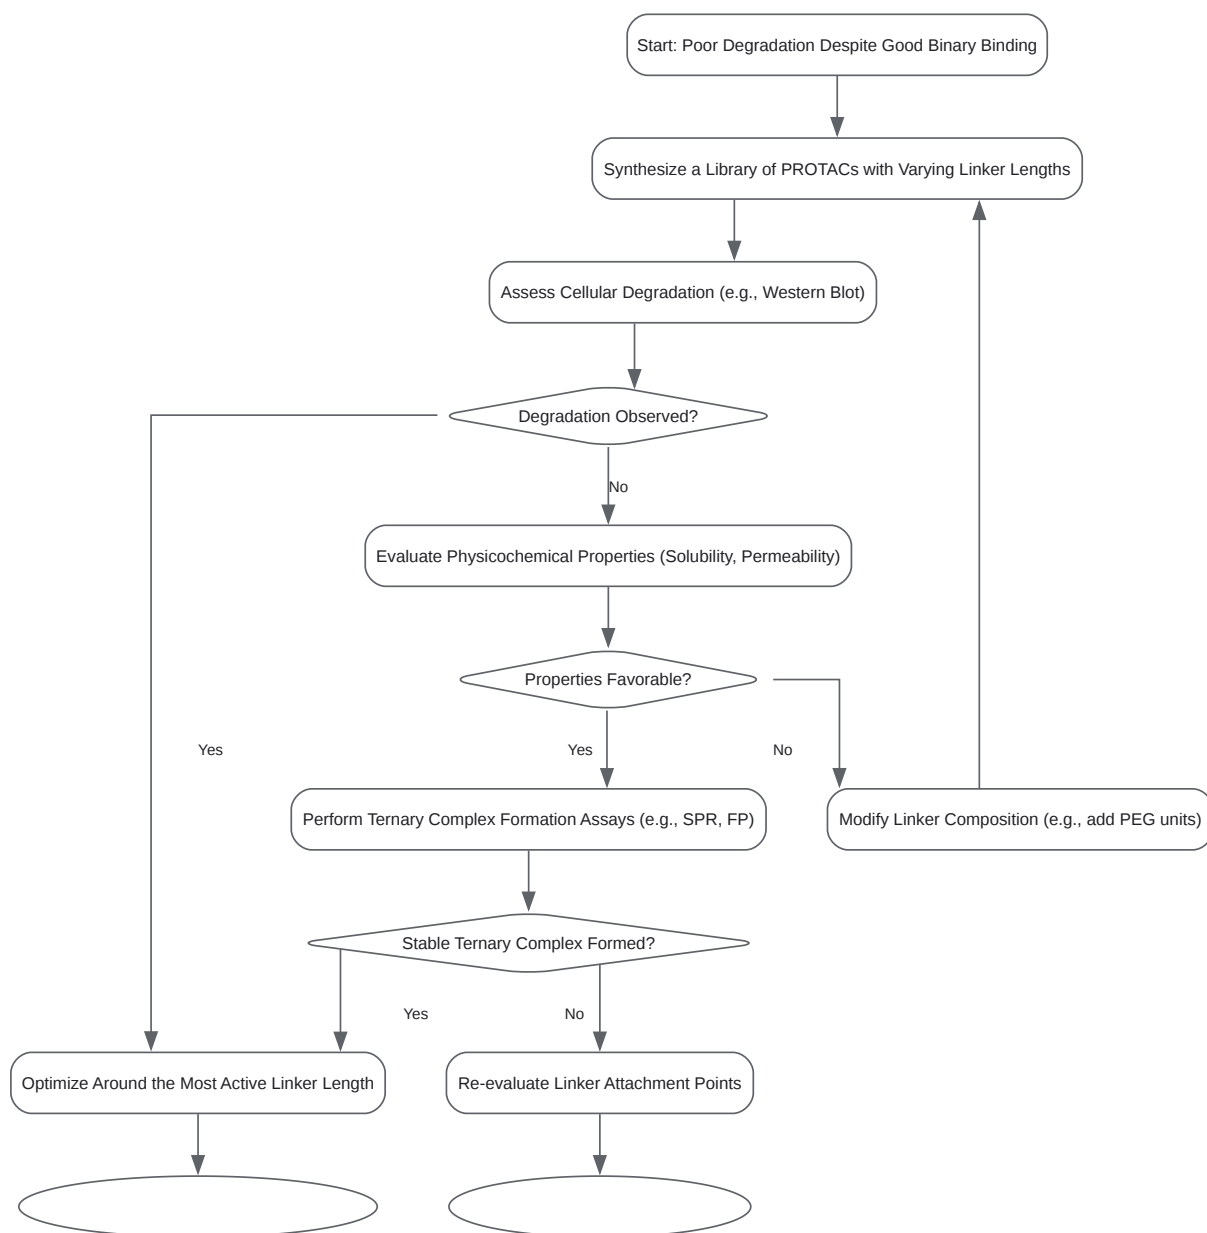 Start: Poor Degradation Despite Good Binary Binding
Synthesize a Library of PROTACs with Varying Linker Lengths
Assess Cellular Degradation (e.g., Western Blot)
Degradation Observed?
No
Evaluate Physicochemical Properties (Solubility, Permeability)
Properties Favorable?
Yes
Yes
No
Perform Ternary Complex Formation Assays (e.g., SPR, FP)
Modify Linker Composition (e.g., add PEG units)
Stable Ternary Complex Formed?
Yes
No
Optimize Around the Most Active Linker Length
Re-evaluate Linker Attachment Points